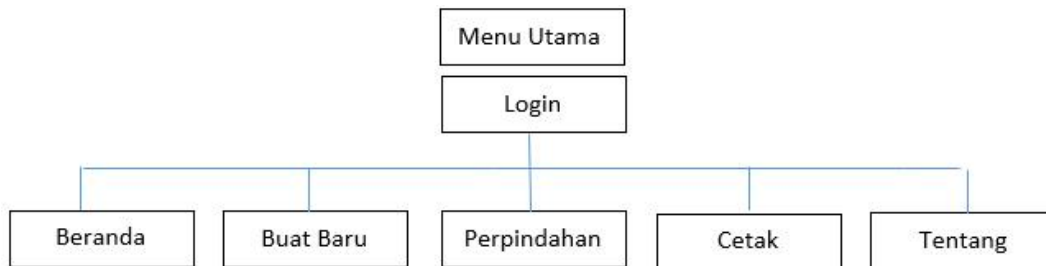 Menu Utama
Login
Beranda
Buat Baru
Perpindahan
Cetak
Tentang